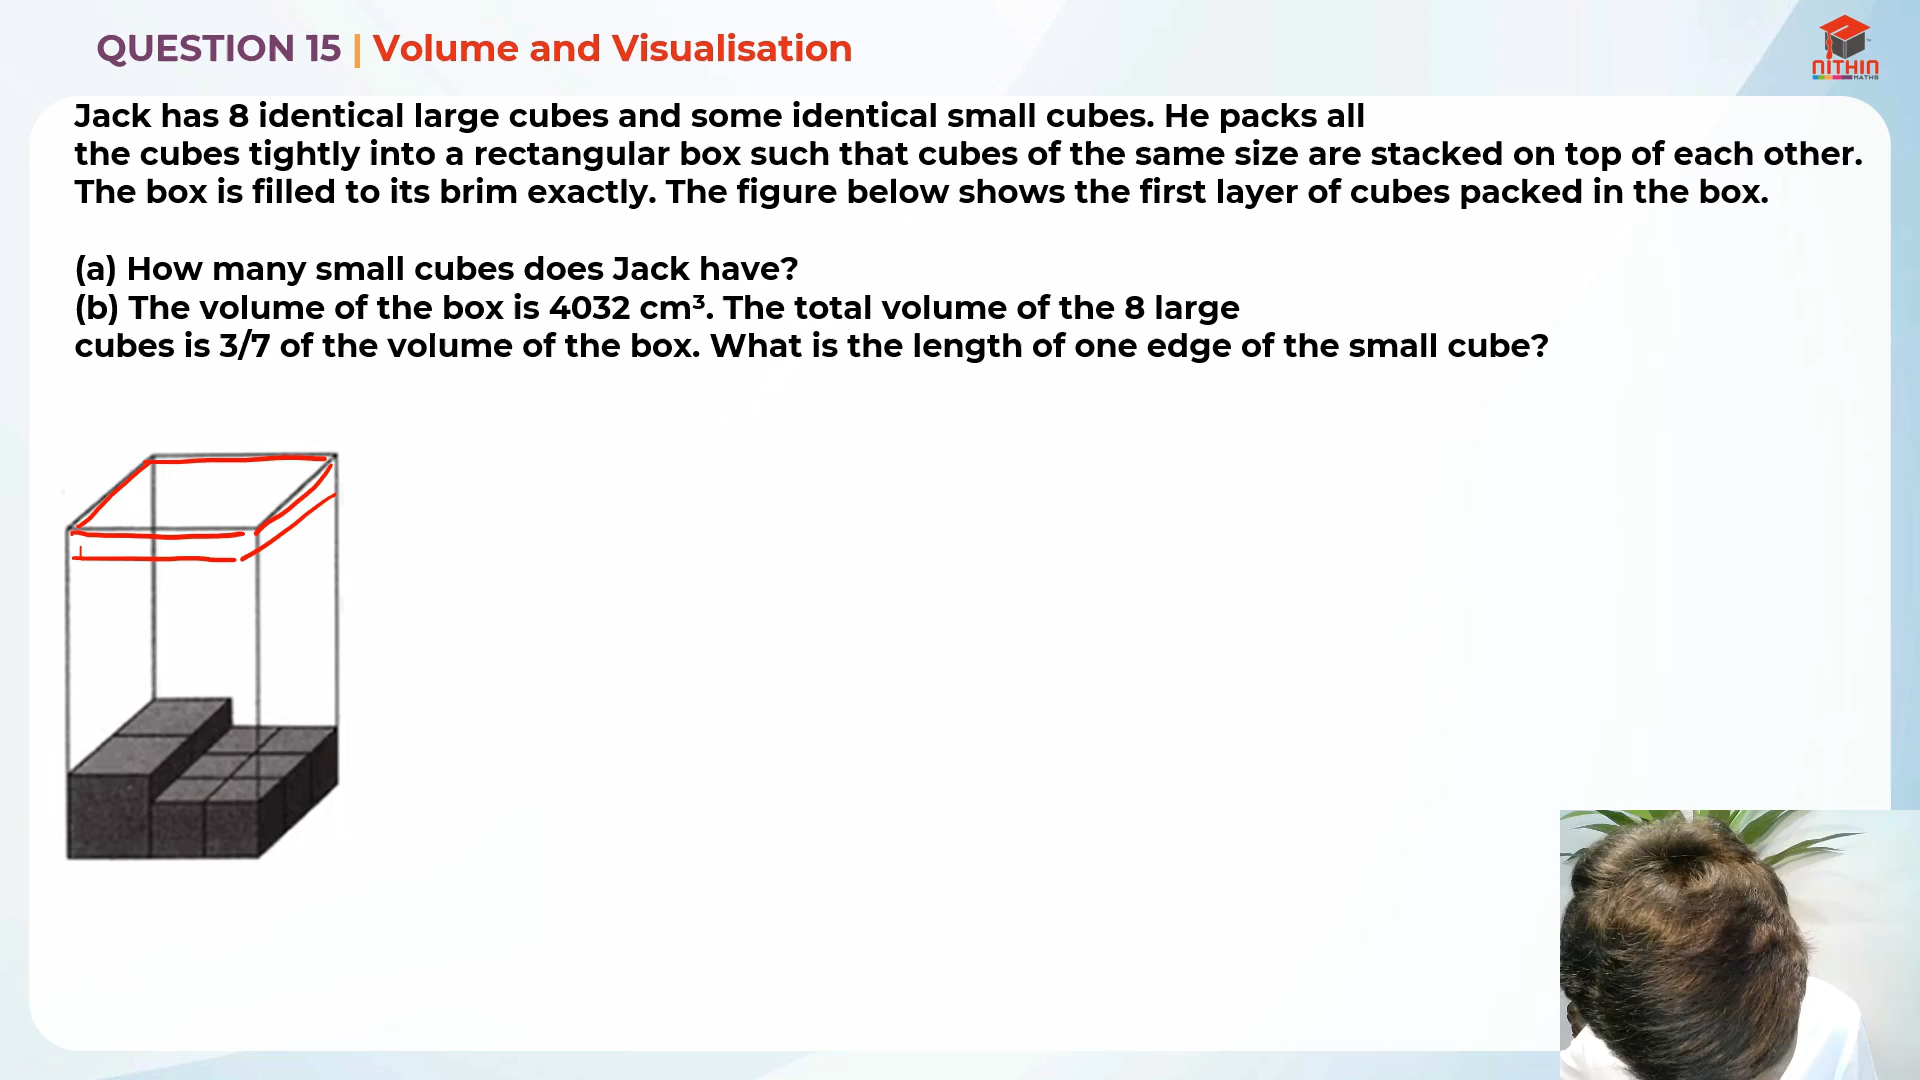 QUESTION 15 | Volume and Visualisation
NITHIN
MATHS
Jack has 8 identical large cubes and some identical small cubes. He packs all
the cubes tightly into a rectangular box such that cubes of the same size are stacked on top of each other.
The box is filled to its brim exactly. The figure below shows the first layer of cubes packed in the box.
(a) How many small cubes does Jack have?
(b) The volume of the box is 4032 cm³. The total volume of the 8 large
cubes is 3/7 of the volume of the box. What is the length of one edge of the small cube?